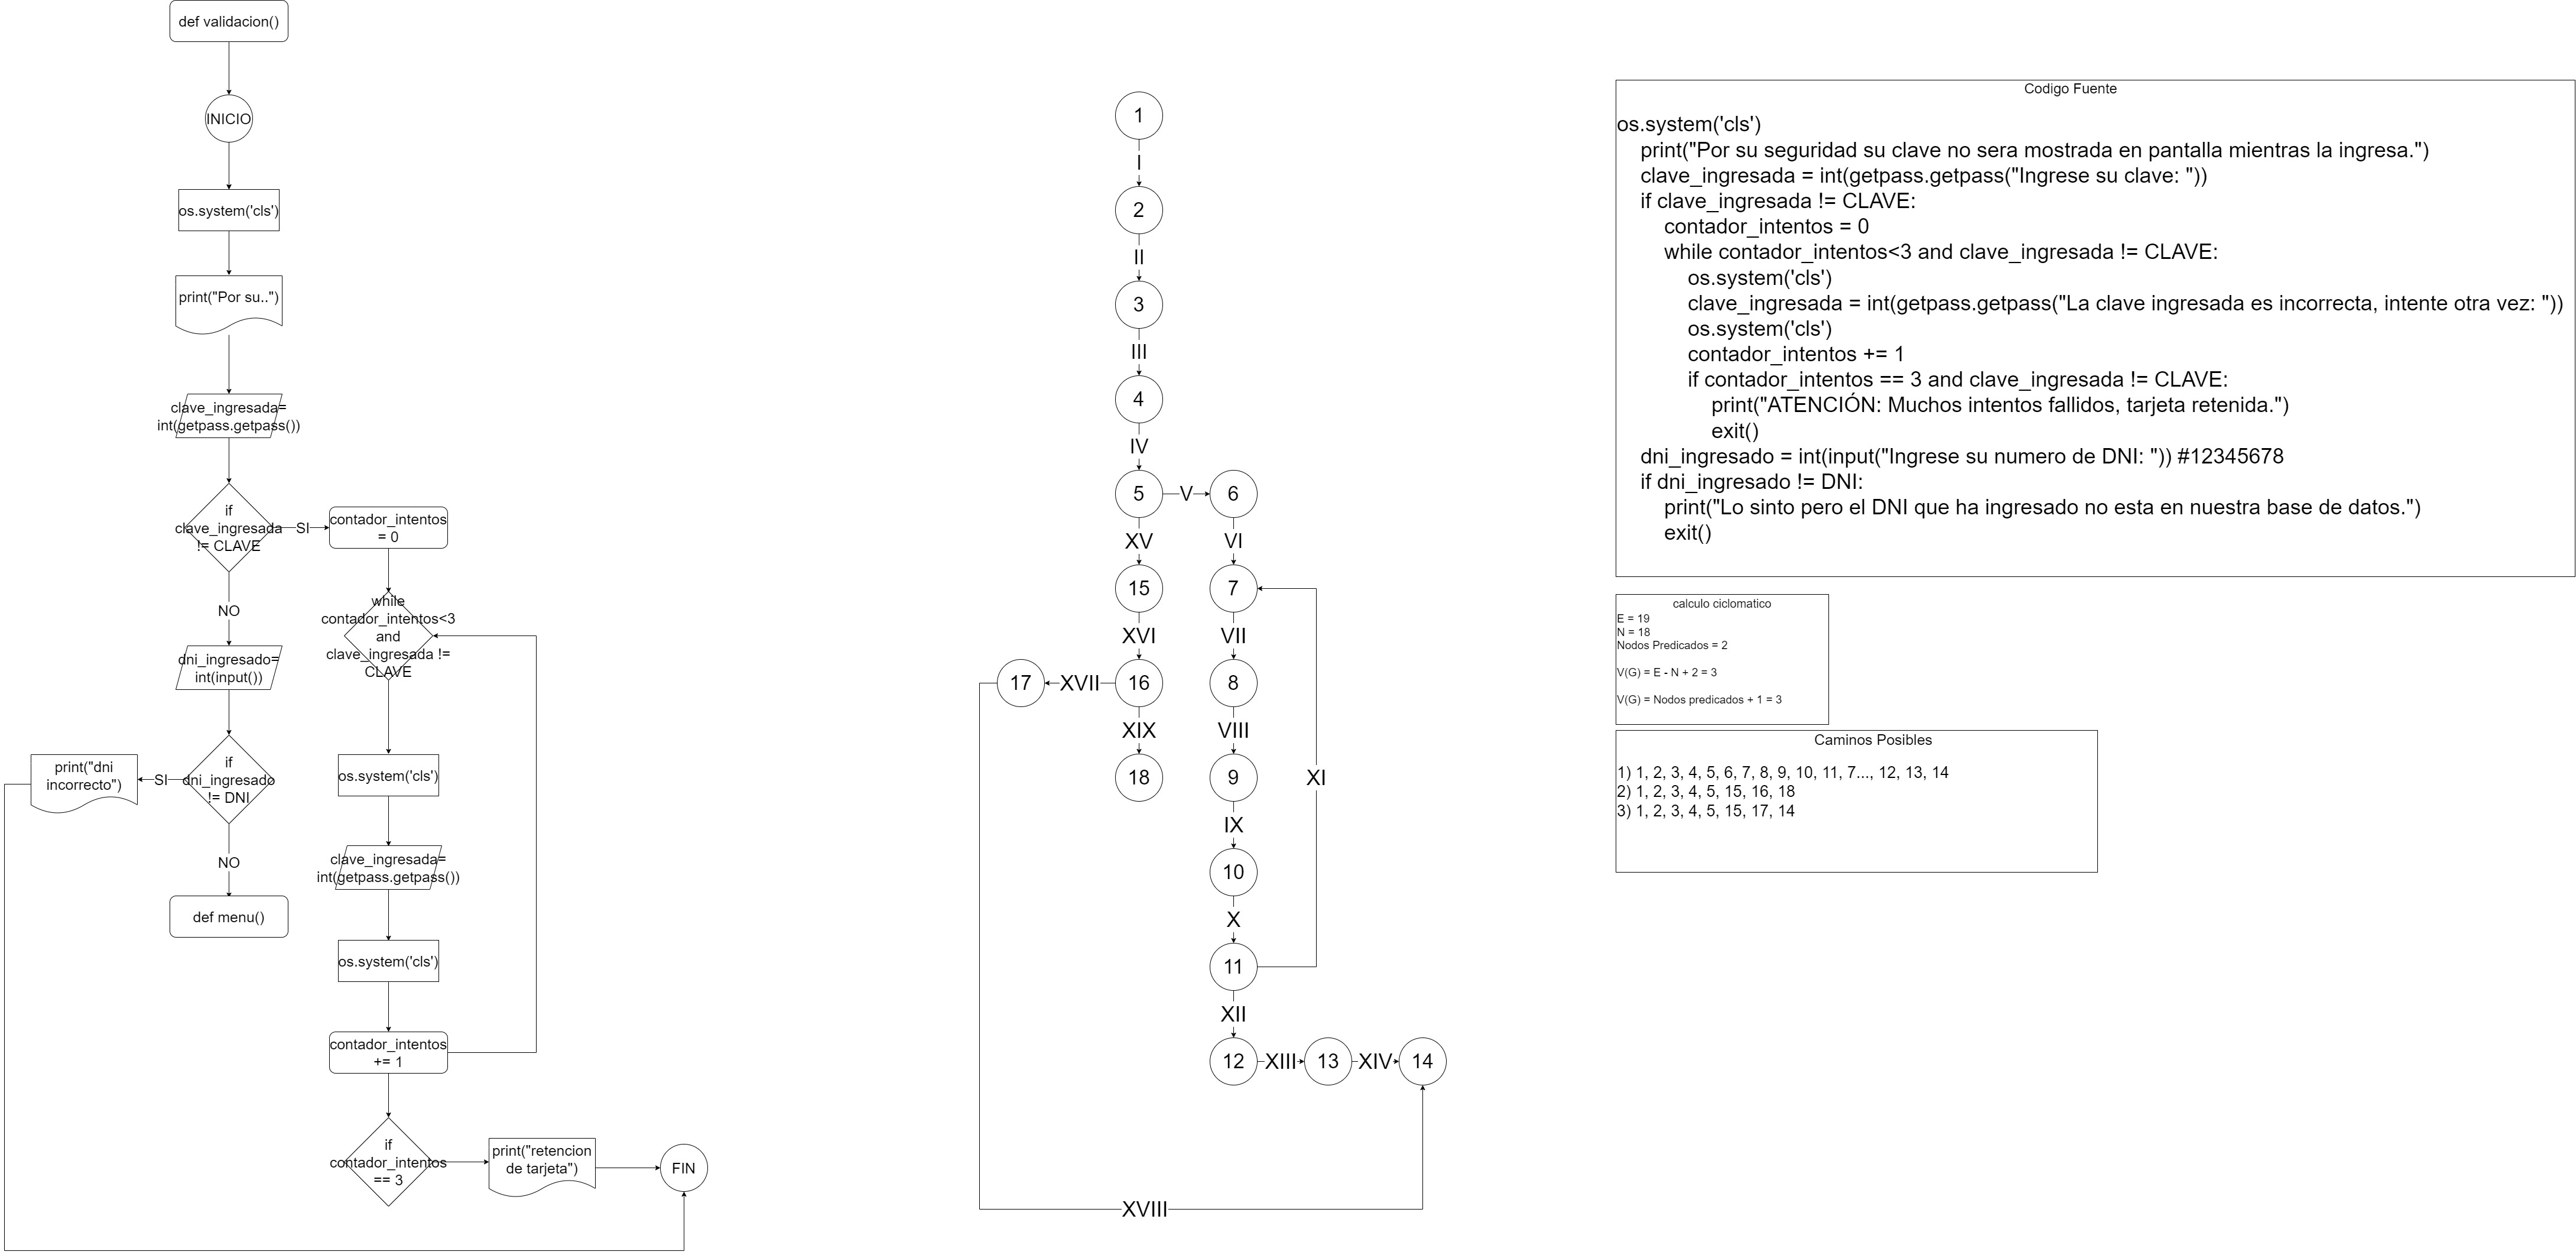 def validacion()
INICIO
os.system('cls')
print("Por su..")
clave_ingresada=
int(getpass.getpass())
if
clave_ingresada
!= CLAVE
SI
contador_intentos
= 0
NO
while
contador_intentos<3
and
clave_ingresada !=
CLAVE
dni_ingresado=
int(input())
if
dni_ingresado
!= DNI
SI
print("dni
incorrecto")
NO
def menu()
os.system('cls')
clave_ingresada=
int(getpass.getpass())
os.system('cls')
contador_intentos
+= 1
if
contador_intentos
== 3
print("retencion
de tarjeta")
FIN
1
I
2
II
3
III
4
IV
5
V
6
XV
VI
15
7
XVI
VII
17
XVII
16
8
XIX
VIII
18
9
XI
IX
10
X
11
XII
12
XIII
13
XIV
14
XVIII
Codigo Fuente
os.system('cls')
print("Por su seguridad su clave no sera mostrada en pantalla mientras la ingresa.")
clave_ingresada = int(getpass.getpass("Ingrese su clave: "))
if clave_ingresada != CLAVE:
contador_intentos = 0
while contador_intentos<3 and clave_ingresada != CLAVE:
os.system('cls')
clave_ingresada = int(getpass.getpass("La clave ingresada es incorrecta, intente otra vez: "))
os.system('cls')
contador_intentos += 1
if contador_intentos == 3 and clave_ingresada != CLAVE:
print("ATENCIÓN: Muchos intentos fallidos, tarjeta retenida.")
exit()
dni_ingresado = int(input("Ingrese su numero de DNI: ")) #12345678
if dni_ingresado != DNI:
print("Lo sinto pero el DNI que ha ingresado no esta en nuestra base de datos.")
exit()
calculo ciclomatico
E = 19
N = 18
Nodos Predicados = 2
V(G) = E - N + 2 = 3
V(G) = Nodos predicados + 1 = 3
Caminos Posibles
1) 1, 2, 3, 4, 5, 6, 7, 8, 9, 10, 11, 7..., 12, 13, 14
2) 1, 2, 3, 4, 5, 15, 16, 18
3) 1, 2, 3, 4, 5, 15, 17, 14